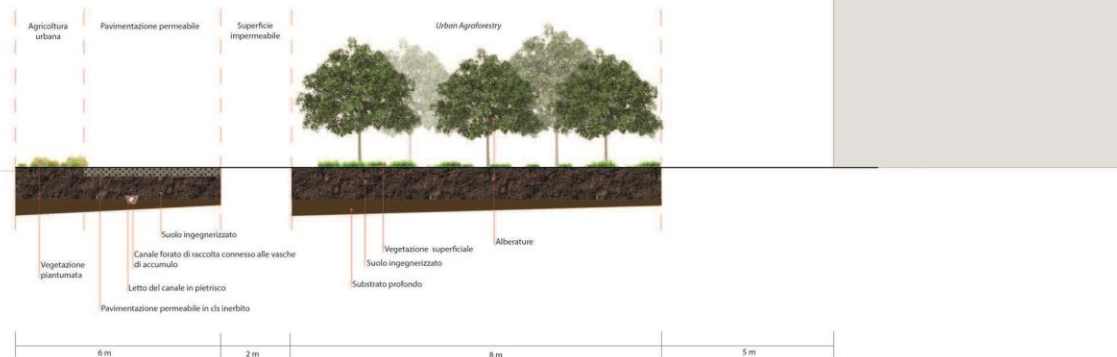 Agricoltura
urbana
Pavimentazione permeabile
Superficie
impermeabile
Urban Agroforestry
Suolo ingegnerizzato
Canale forato di raccolta connesso alle vasche
di accumulo
Vegetazione
piantumata
Letto del canale in pietrisco
Pavimentazione permeabile in cls inerbito
Alberature
Vegetazione superficiale
Suolo ingegnerizzato
Substrato profondo
6 m
2 m
8 m
5 m